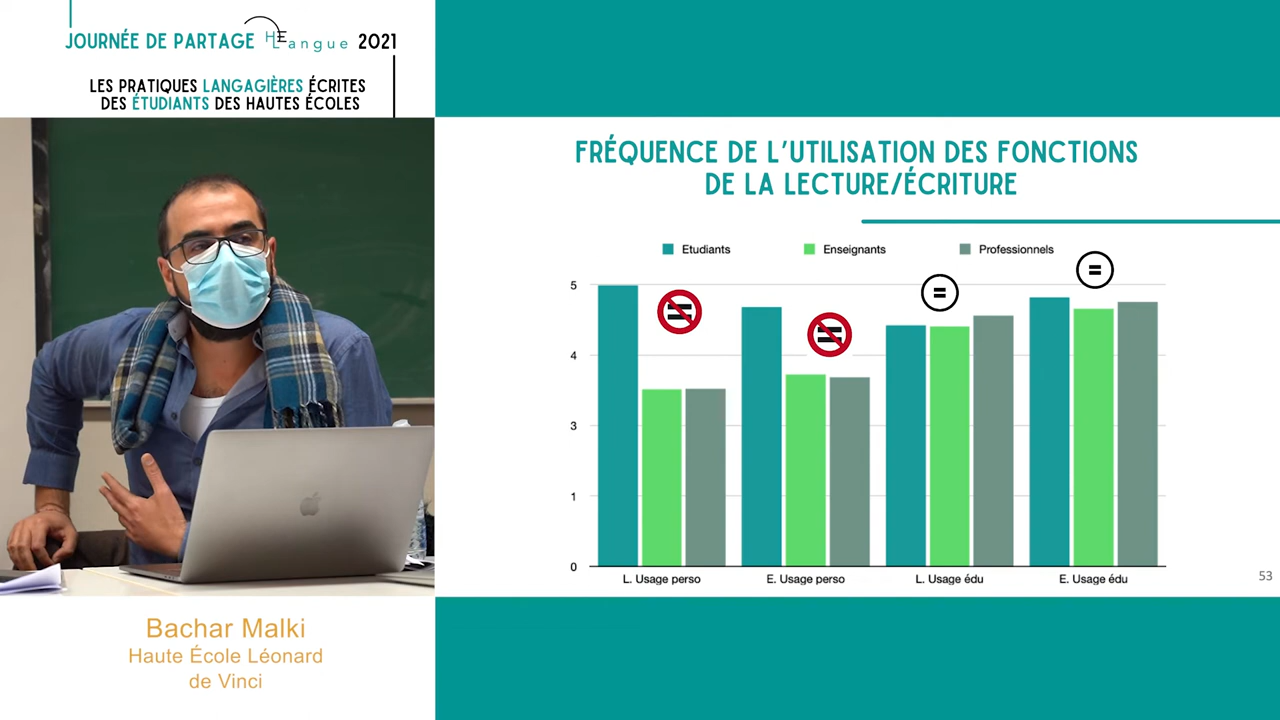 JOURNÉE DE PARTAGE HELangue 2021
LES PRATIQUES LANGAGIÈRES ÉCRITES
DES ÉTUDIANTS DES HAUTES ÉCOLES
FRÉQUENCE DE L'UTILISATION DES FONCTIONS
DE LA LECTURE/ÉCRITURE
Etudiants Enseignants Professionnels
=
=
=
=
5
4
3
1
0
L. Usage perso E. Usage perso L. Usage édu E. Usage édu
53
Bachar Malki
Haute École Léonard
de Vinci